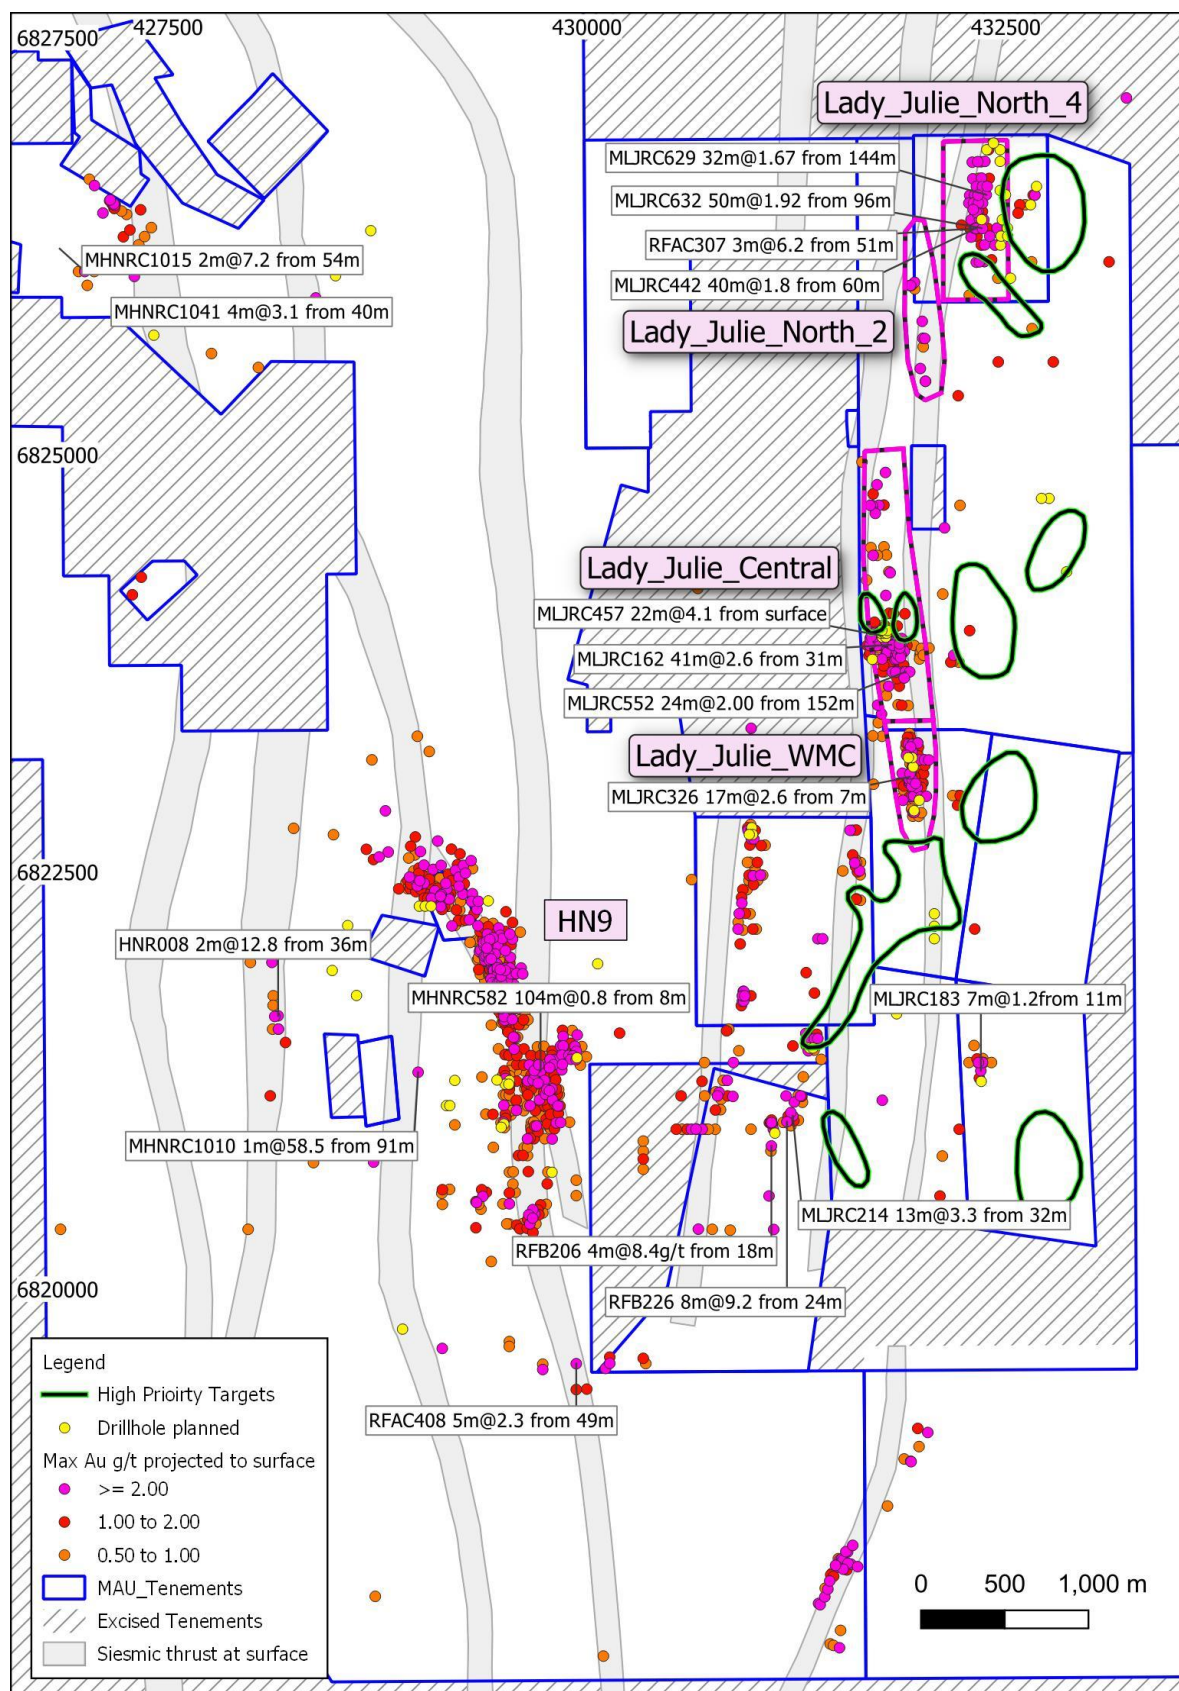 427500
430000
432500
6827500
Lady_Julie_North_4
MLJRC629 32m@1.67 from 144m
MLJRC632 50m@1.92 from 96m
RFAC307 3m@6.2 from 51m
MHNRC1015 2m@7.2 from 54m
MLJRC442 40m@1.8 from 60m
MHNRC1041 4m@3.1 from 40m
Lady_Julie_North_2
6825000
Lady_Julie_Central
MLJRC457 22m@4.1 from surface
MLJRC162 41m@2.6 from 31m
MLJRC552 24m@2.00 from 152m
Lady_Julie_WMC
MLJRC326 17m@2.6 from 7m
6822500
HN9
HNR008 2m@12.8 from 36m
MHNRC582 104m@0.8 from 8m
MLJRC183 7m@1.2from 11m
MHNRC1010 1m@58.5 from 91m
MLJRC214 13m@3.3 from 32m
RFB206 4m@8.4g/t from 18m
6820000
RFB226 8m@9.2 from 24m
RFAC408 5m@2.3 from 49m
Legend
High Prioirty Targets
Drillhole planned
Max Au g/t projected to surface
>= 2.00
1.00 to 2.00
0.50 to 1.00
MAU_Tenements
Excised Tenements
Siesmic thrust at surface
0 500 1,000 m